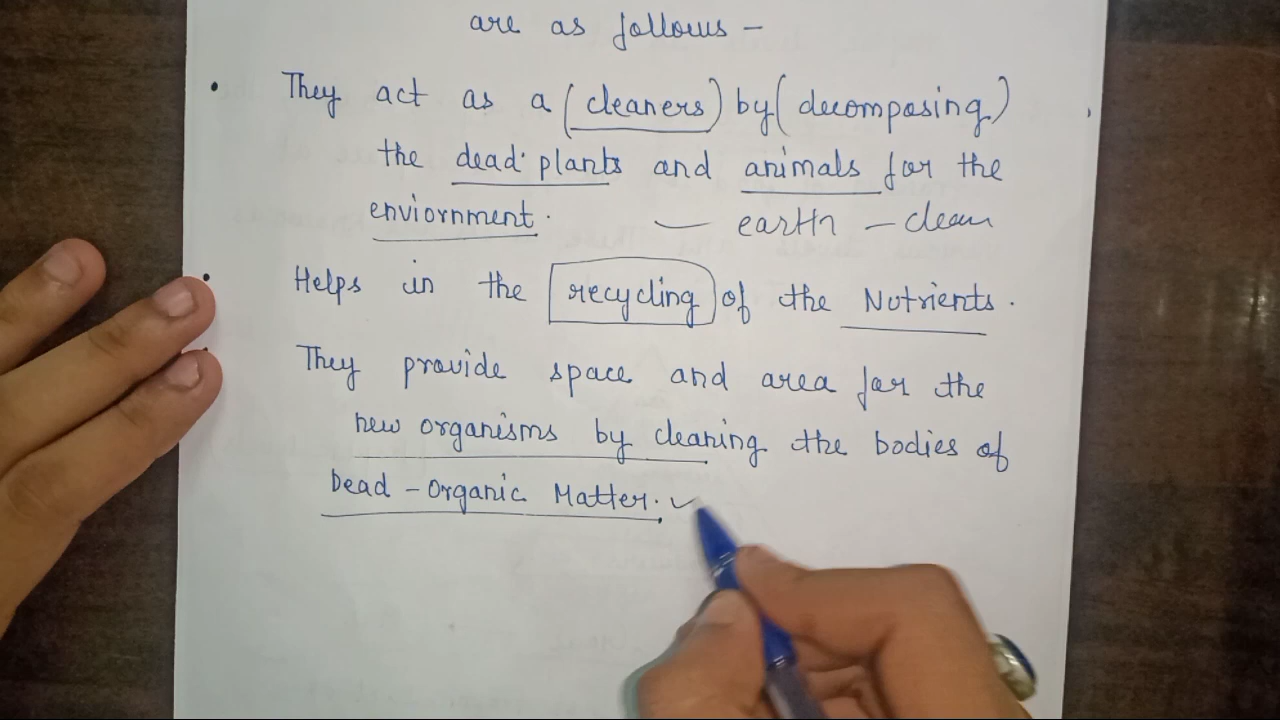 are as follows –
• They act as a (cleaners) by (decomposing)
the dead plants and animals for the
enviornment. — earth – clean
• Helps in the recycling of the Nutrients.
• They provide space and area for the
new organisms by cleaning the bodies of
Dead - Organic Matter. ✓